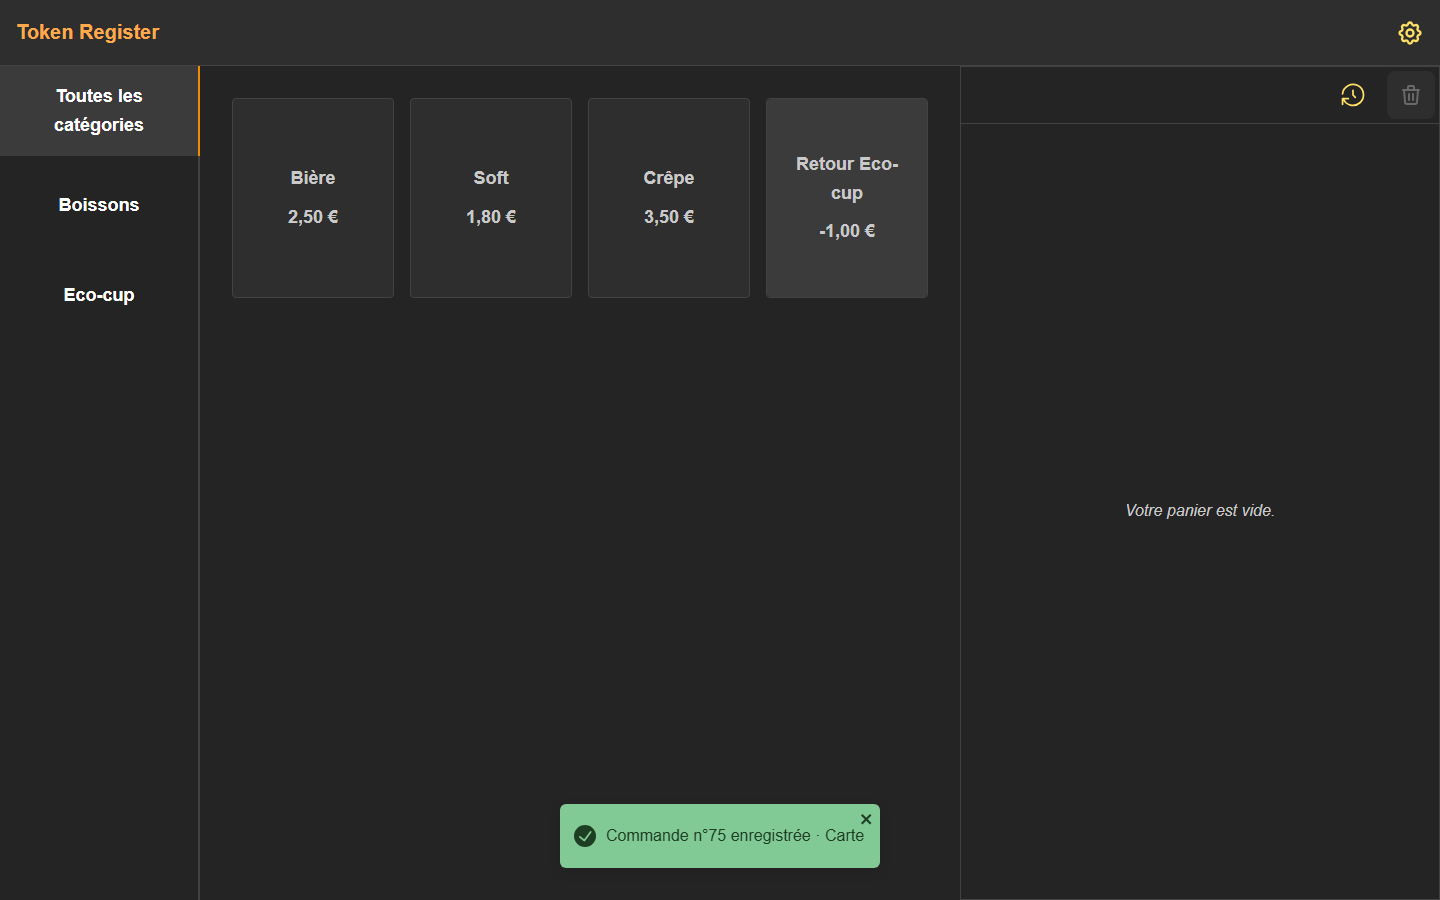 Token Register
Toutes les
catégories
Boissons
Eco-cup
Bière
2,50 €
Soft
1,80 €
Crêpe
3,50 €
Retour Eco-
cup
-1,00 €
Votre panier est vide.
Commande n°75 enregistrée · Carte